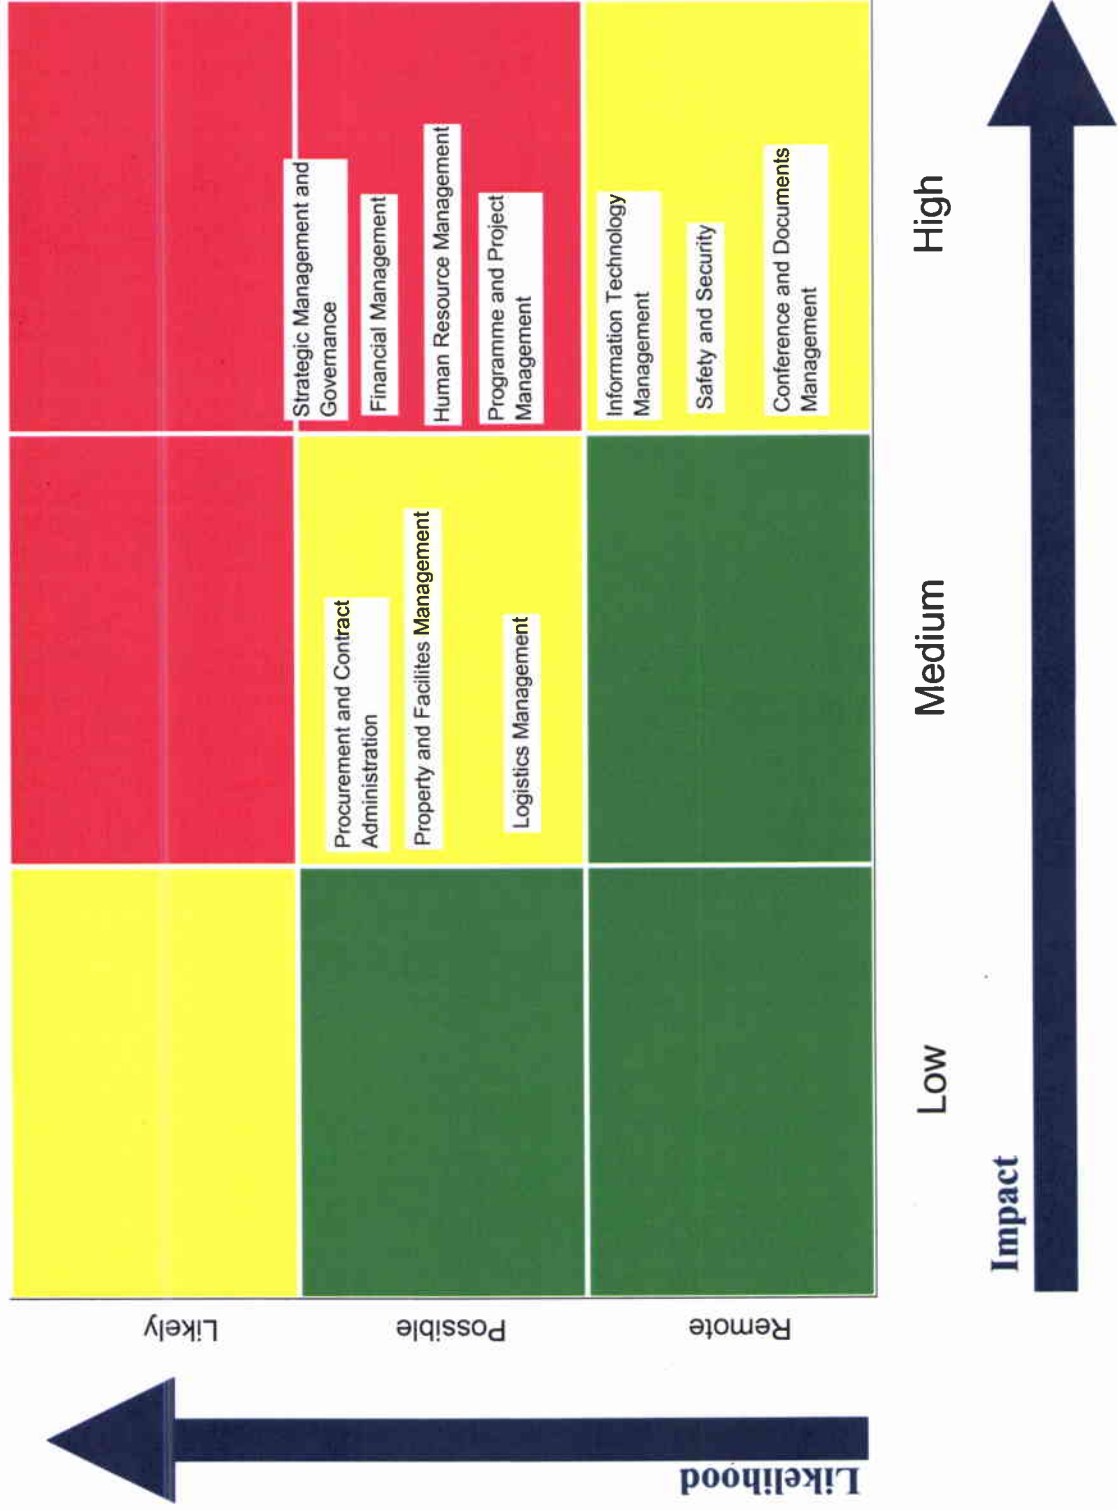 Likelihood
Likely
Possible
Remote
Procurement and Contract
Administration
Property and Facilites Management
Logistics Management
Strategic Management and
Governance
Financial Management
Human Resource Management
Programme and Project
Management
Information Technology
Management
Safety and Security
Conference and Documents
Management
Low
Medium
High
Impact